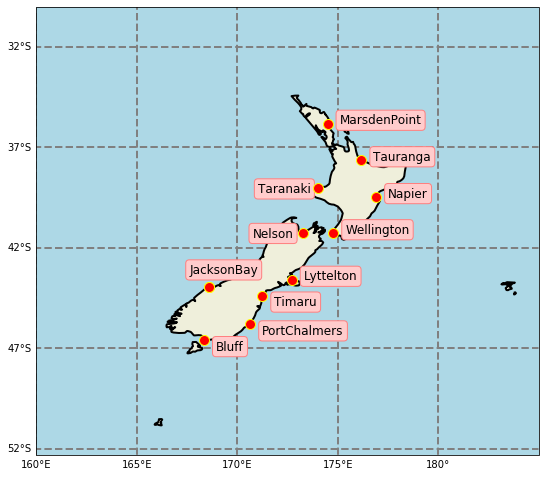 32°S
MarsdenPoint
37°S
Tauranga
Taranaki
Napier
Wellington
Nelson
42°S
JacksonBay
Lyttelton
Timaru
PortChalmers
47°S
Bluff
52°S
160°E
165°E
170°E
175°E
180°